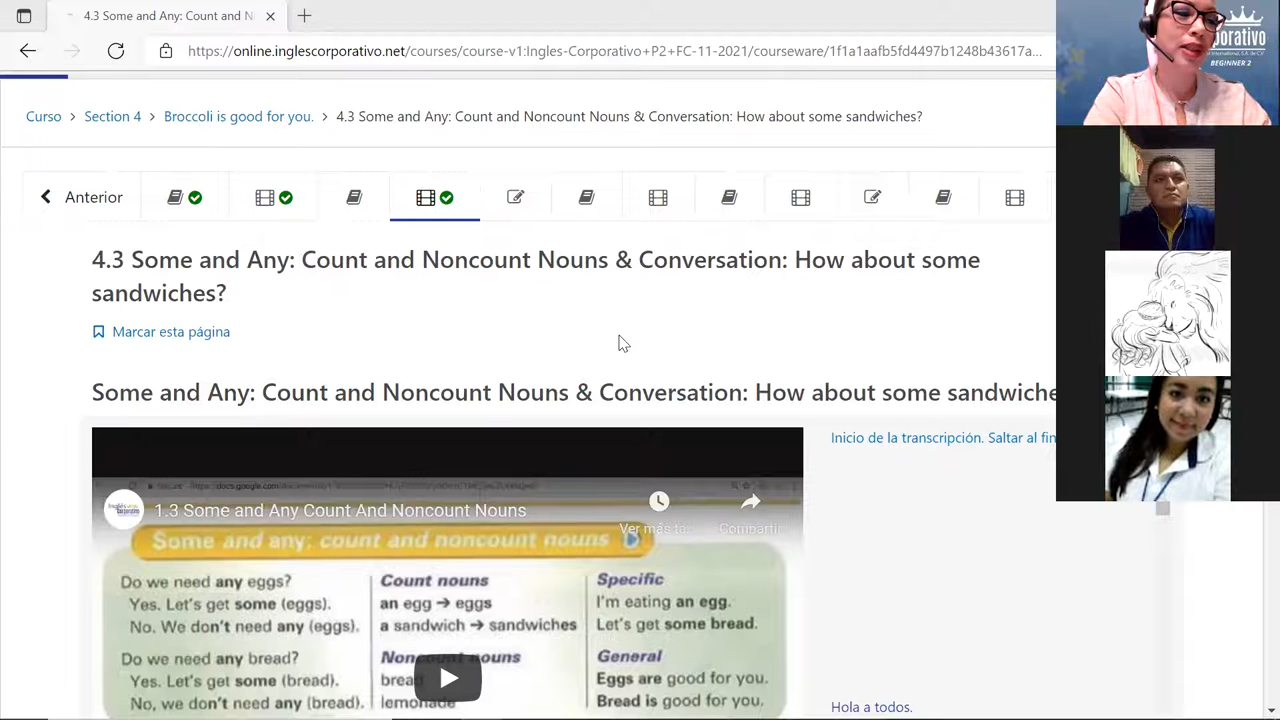 4.3 Some and Any: Count and N
https://online.inglescorporativo.net/courses/course-v1:Ingles-Corporativo+P2+FC-11-2021/courseware/1f1a1aafb5fd4497b1248b43617a...
porativo
BEGINNER 2
Curso > Section 4 > Broccoli is good for you. > 4.3 Some and Any: Count and Noncount Nouns & Conversation: How about some sandwiches?
Anterior
4.3 Some and Any: Count and Noncount Nouns & Conversation: How about some
sandwiches?
Marcar esta página
Some and Any: Count and Noncount Nouns & Conversation: How about some sandwiche
Inicio de la transcripción. Saltar al fin
1.3 Some and Any Count And Noncount Nouns
Ver más ta...
Compartir
Some and any; count and noncount nouns
Do we need any eggs?
Yes. Let's get some (eggs).
No. We don't need any (eggs).
Do we need any bread?
Yes. Let's get some (bread).
No, we don't need any (bread).
Count nouns
an egg → eggs
a sandwich → sandwiches
Noncount nouns
bread
lemonade
Specific
I'm eating an egg.
Let's get some bread.
General
Eggs are good for you.
Bread is good for you.
Hola a todos.